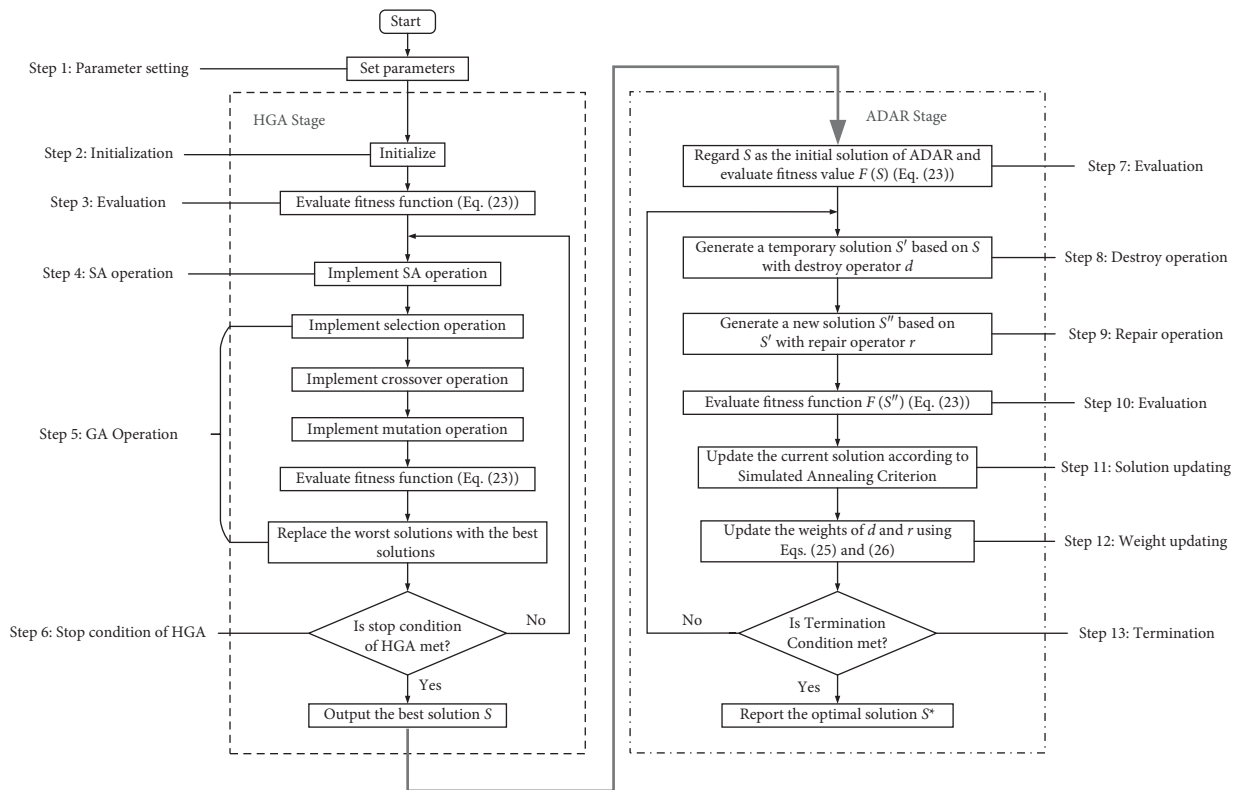 Start
Step 1: Parameter setting
Set parameters
HGA Stage
Step 2: Initialization
Initialize
Step 3: Evaluation
Evaluate fitness function (Eq. (23))
Step 4: SA operation
Implement SA operation
Implement selection operation
Implement crossover operation
Step 5: GA Operation
Implement mutation operation
Evaluate fitness function (Eq. (23))
Replace the worst solutions with the best
solutions
Step 6: Stop condition of HGA
Is stop condition
of HGA met?
No
Yes
Output the best solution S
ADAR Stage
Regard S as the initial solution of ADAR and
evaluate fitness value F (S) (Eq. (23))
Step 7: Evaluation
Generate a temporary solution S′ based on S
with destroy operator d
Step 8: Destroy operation
Generate a new solution S″ based on
S′ with repair operator r
Step 9: Repair operation
Evaluate fitness function F (S″) (Eq. (23))
Step 10: Evaluation
Update the current solution according to
Simulated Annealing Criterion
Step 11: Solution updating
Update the weights of d and r using
Eqs. (25) and (26)
Step 12: Weight updating
No
Is Termination
Condition met?
Step 13: Termination
Yes
Report the optimal solution S*